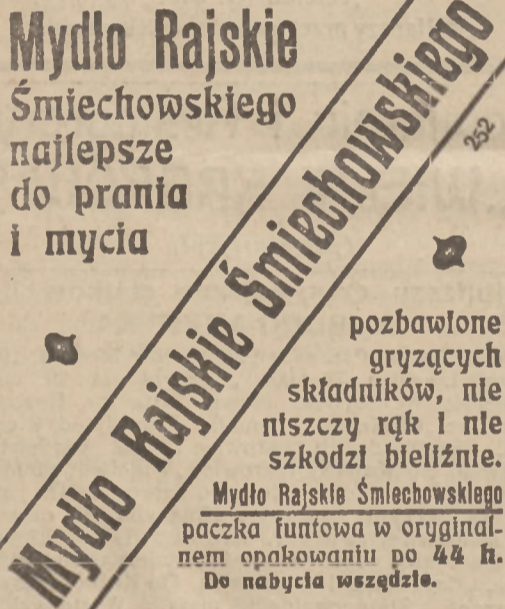 Mydło Rajskie
Śmiechowskiego
najlepsze
do prania
i mycia
Mydło Rajskie Śmiechowskiego
252
pozbawione
gryzących
składników, nie
niszczy rąk i nie
szkodzi bieliźnie.
Mydło Rajskie Śmiechowskiego
paczka funtowa w oryginal-
nem opakowaniu po 44 h.
Do nabycia wszędzie.